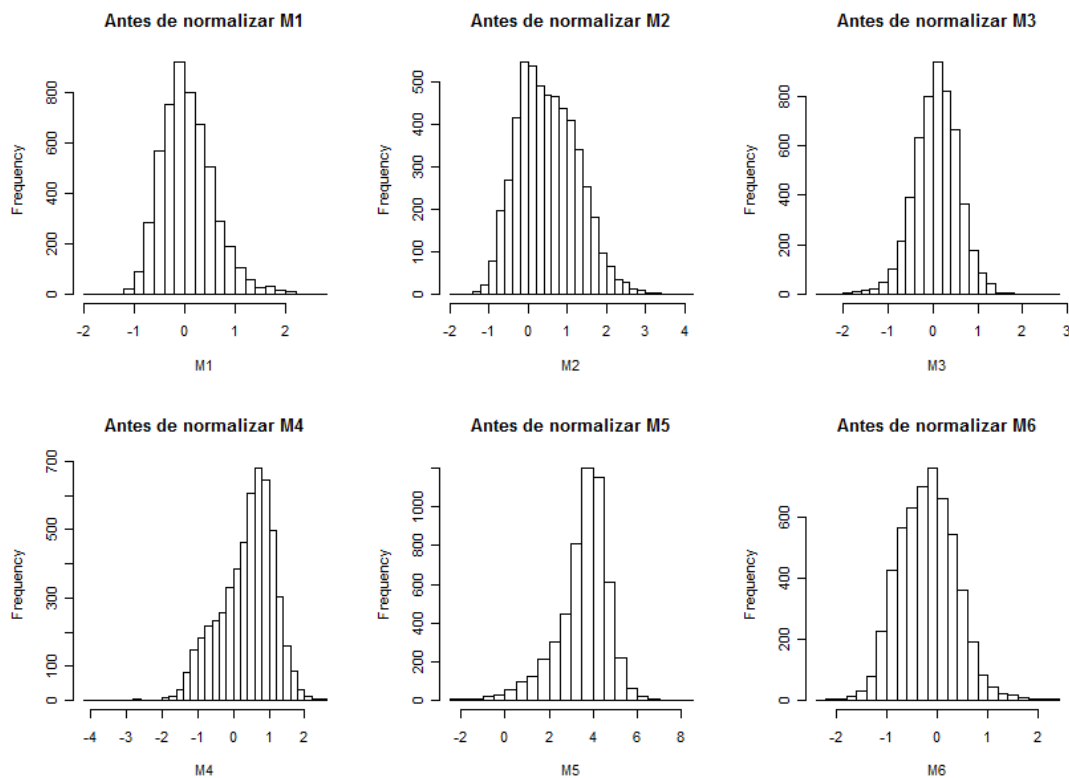 Antes de normalizar M1
Frequency
800
600
400
200
0
-2 -1 0 1 2
M1
Antes de normalizar M2
Frequency
500
400
300
200
100
0
-2 -1 0 1 2 3 4
M2
Antes de normalizar M3
Frequency
800
600
400
200
0
-2 -1 0 1 2 3
M3
Antes de normalizar M4
Frequency
700
500
300
100
0
-4 -3 -2 -1 0 1 2
M4
Antes de normalizar M5
Frequency
1000
800
600
400
200
0
-2 0 2 4 6 8
M5
Antes de normalizar M6
Frequency
600
400
200
0
-2 -1 0 1 2
M6